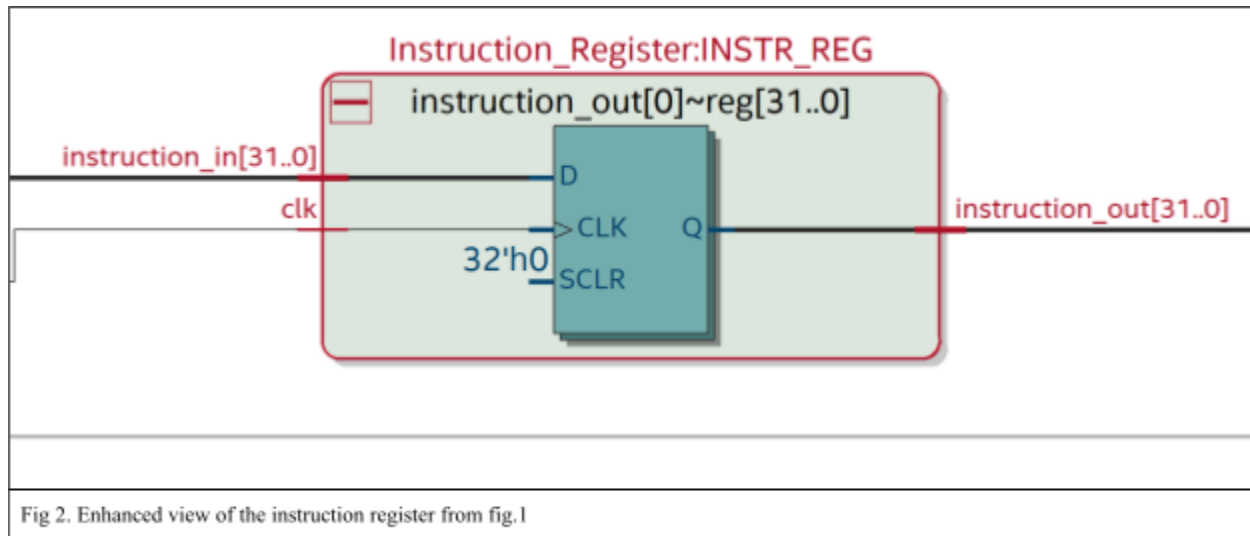 Instruction_Register:INSTR_REG
instruction_out[0]~reg[31..0]
instruction_in[31..0]
D
clk
CLK
Q
instruction_out[31..0]
32'h0
SCLR
Fig 2. Enhanced view of the instruction register from fig.1